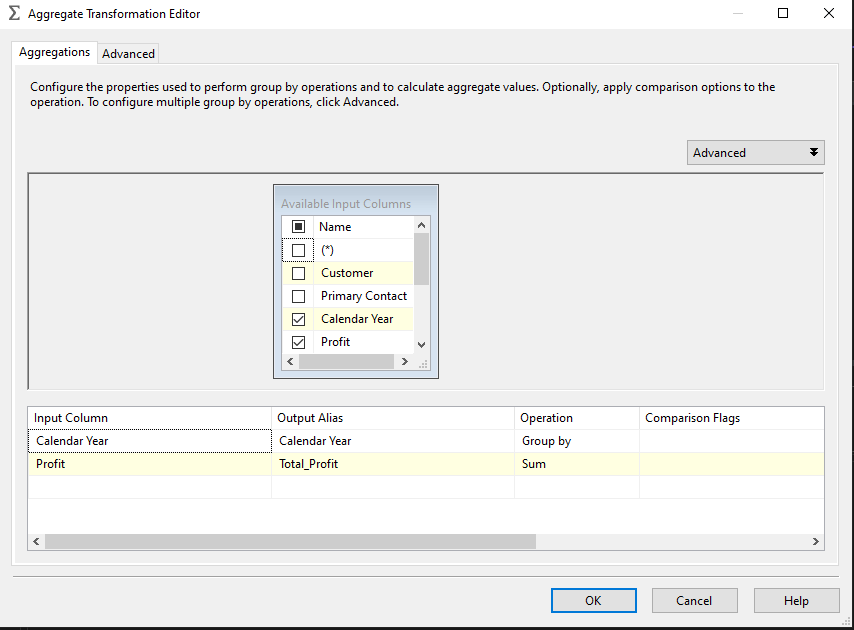 Aggregate Transformation Editor
Aggregations Advanced
Configure the properties used to perform group by operations and to calculate aggregate values. Optionally, apply comparison options to the
operation. To configure multiple group by operations, click Advanced.
Advanced
Available Input Columns
Name
(*)
Customer
Primary Contact
Calendar Year
Profit
Input Column Output Alias Operation Comparison Flags
Calendar Year Calendar Year Group by
Profit Total_Profit Sum
OK Cancel Help